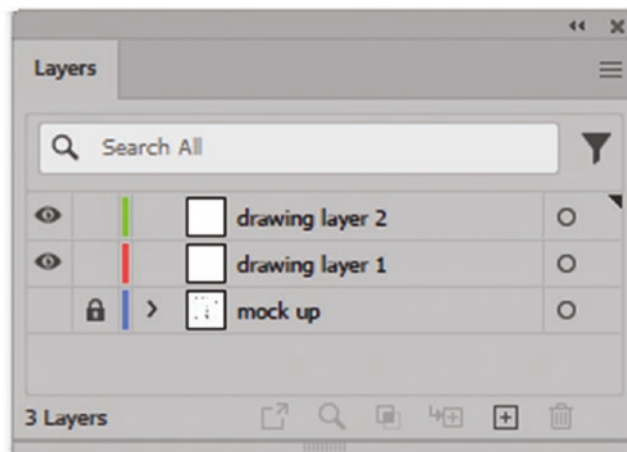 Layers
Search All
drawing layer 2
drawing layer 1
mock up
3 Layers